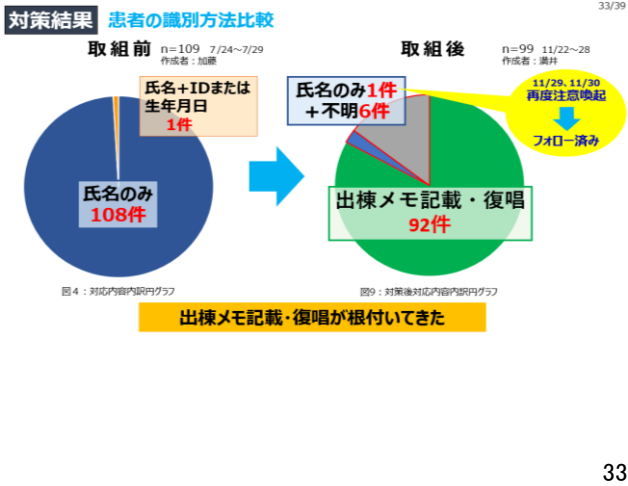 33/39
対策結果 患者の識別方法比較
取組前 n=109 7/24～7/29
作成者：加藤
取組後 n=99 11/22～28
作成者：満井
氏名+IDまたは
生年月日
1件
氏名のみ
108件
氏名のみ1件
＋不明6件
11/29、11/30
再度注意喚起
フォロー済み
出棟メモ記載・復唱
92件
図４：対応内容内訳円グラフ
図9：対策後対応内容内訳円グラフ
出棟メモ記載・復唱が根付いてきた
33